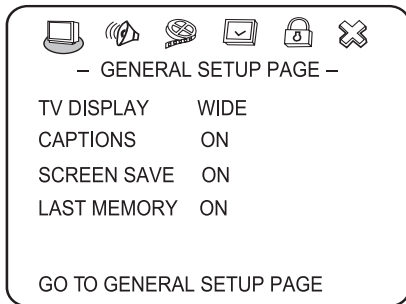 – GENERAL SETUP PAGE –
TV DISPLAY WIDE
CAPTIONS ON
SCREEN SAVE ON
LAST MEMORY ON
GO TO GENERAL SETUP PAGE